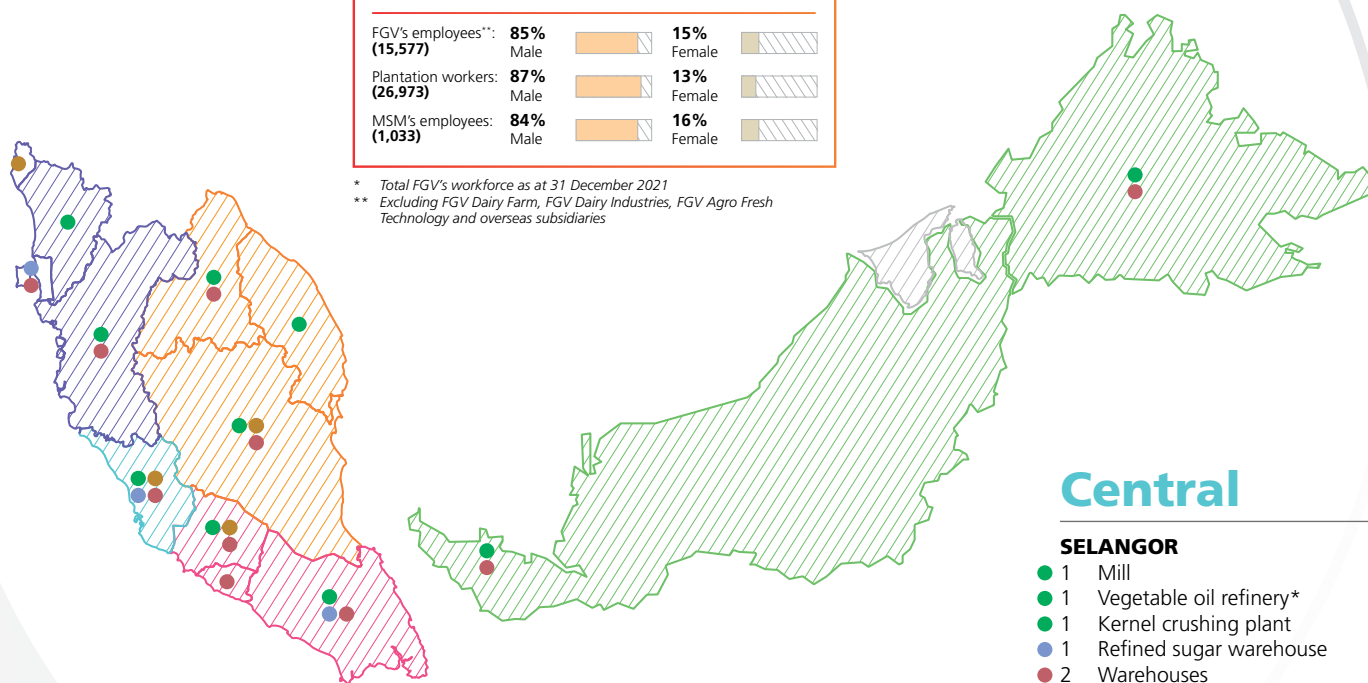 FGV's employees**: 85% 15%
(15,577) Male Female
Plantation workers: 87% 13%
(26,973) Male Female
MSM's employees: 84% 16%
(1,033) Male Female
* Total FGV's workforce as at 31 December 2021
** Excluding FGV Dairy Farm, FGV Dairy Industries, FGV Agro Fresh
Technology and overseas subsidiaries
Central
SELANGOR
1 Mill
1 Vegetable oil refinery*
1 Kernel crushing plant
1 Refined sugar warehouse
2 Warehouses